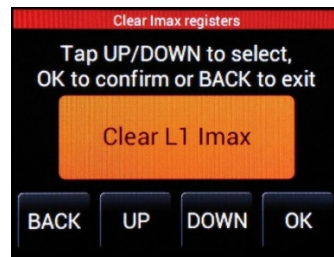 Clear Imax registers
Tap UP/DOWN to select,
OK to confirm or BACK to exit
Clear L1 Imax
BACK UP DOWN OK